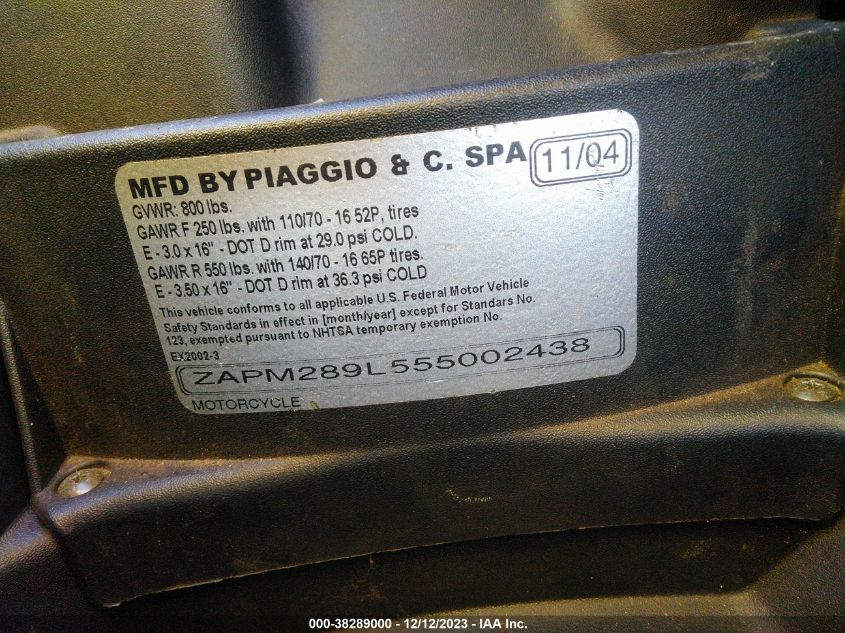 MFD BY PIAGGIO & C. SPA 11/04
GVWR: 800 lbs.
GAWR F 250 lbs. with 110/70 - 16 52P, tires
E - 3.0 x 16" - DOT D rim at 29.0 psi COLD.
GAWR R 550 lbs. with 140/70 - 16 65P tires.
E - 3.50 x 16" - DOT D rim at 36.3 psi COLD
This vehicle conforms to all applicable U.S. Federal Motor Vehicle
Safety Standards in effect in [month/year] except for Standars No.
123, exempted pursuant to NHTSA temporary exemption No.
EX2002-3
ZAPM289L555002438
MOTORCYCLE
000-38289000 - 12/12/2023 - IAA Inc.